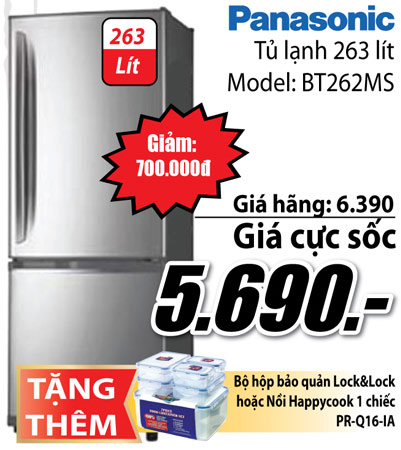 Panasonic
Tủ lạnh 263 lít
Model: BT262MS
263
Lít
Giảm:
700.000đ
Giá hãng: 6.390
Giá cực sốc
5.690.-
TẶNG
THÊM
Bộ hộp bảo quản Lock&Lock
hoặc Nồi Happycook 1 chiếc
PR-Q16-IA